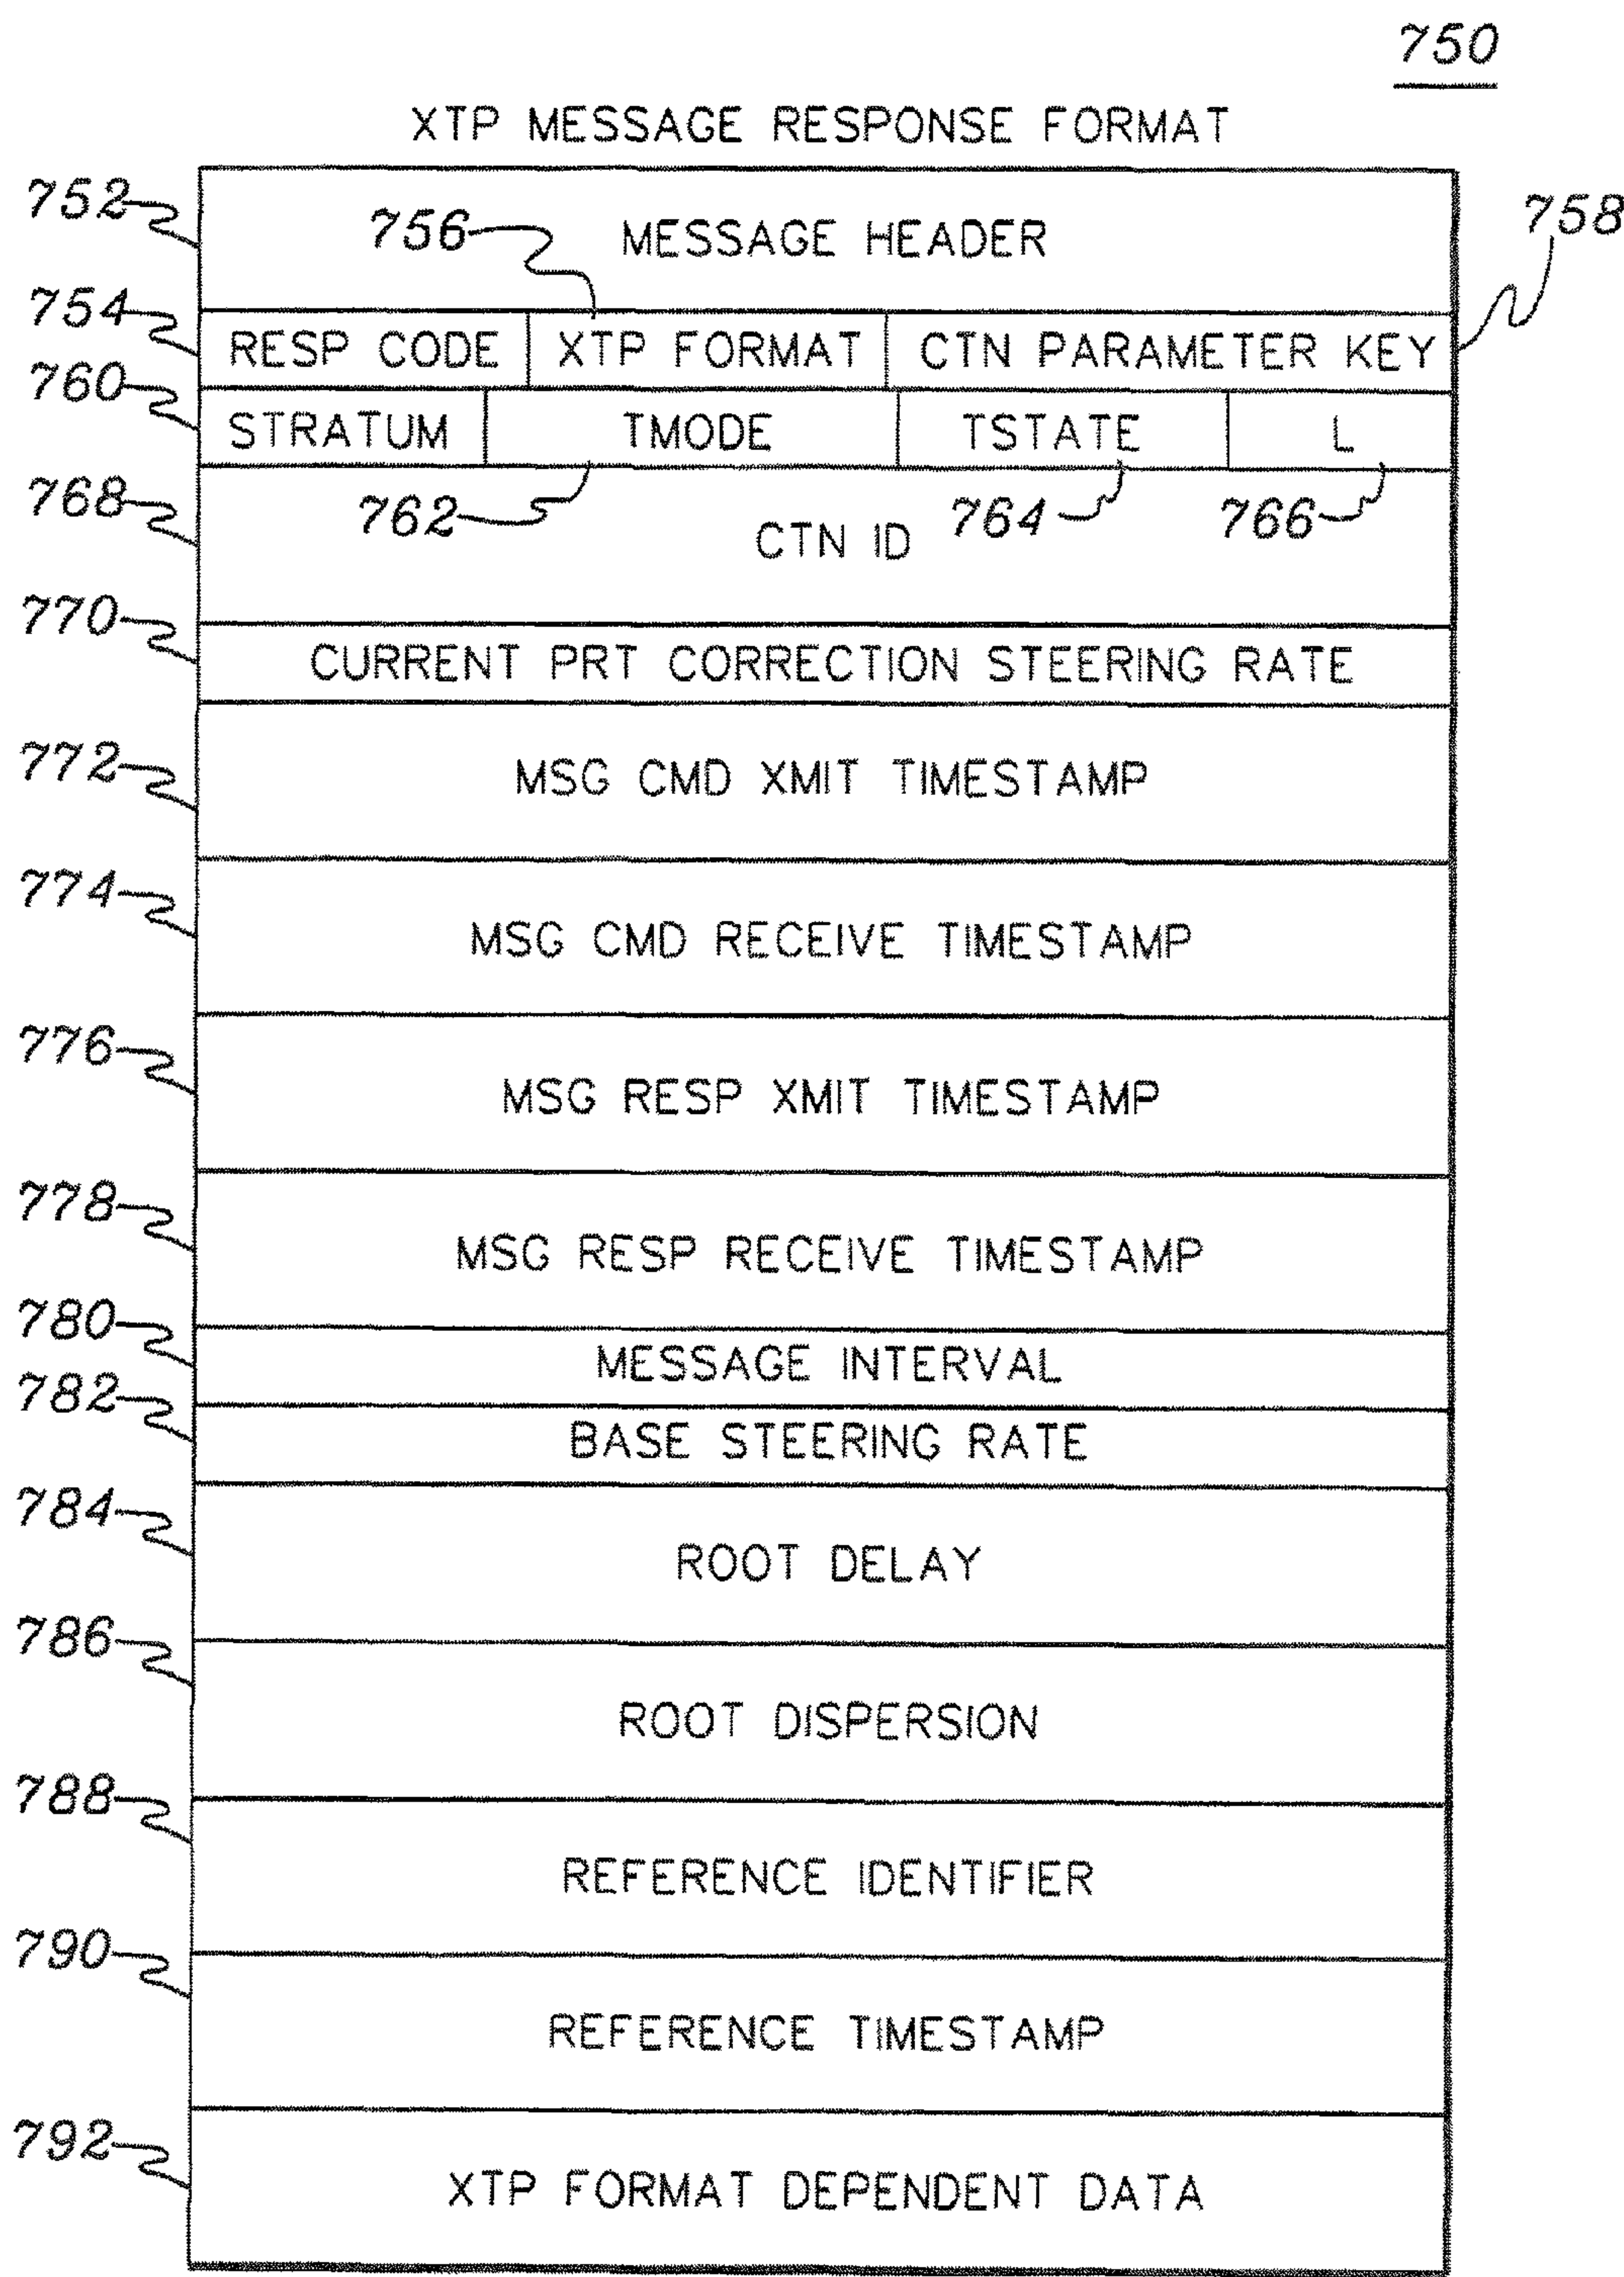 750
XTP MESSAGE RESPONSE FORMAT
752
756
MESSAGE HEADER
758
754
RESP CODE XTP FORMAT CTN PARAMETER KEY
760
STRATUM TMODE TSTATE L
768
762
764
766
CTN ID
770
CURRENT PRT CORRECTION STEERING RATE
772
MSG CMD XMIT TIMESTAMP
774
MSG CMD RECEIVE TIMESTAMP
776
MSG RESP XMIT TIMESTAMP
778
MSG RESP RECEIVE TIMESTAMP
780
MESSAGE INTERVAL
782
BASE STEERING RATE
784
ROOT DELAY
786
ROOT DISPERSION
788
REFERENCE IDENTIFIER
790
REFERENCE TIMESTAMP
792
XTP FORMAT DEPENDENT DATA